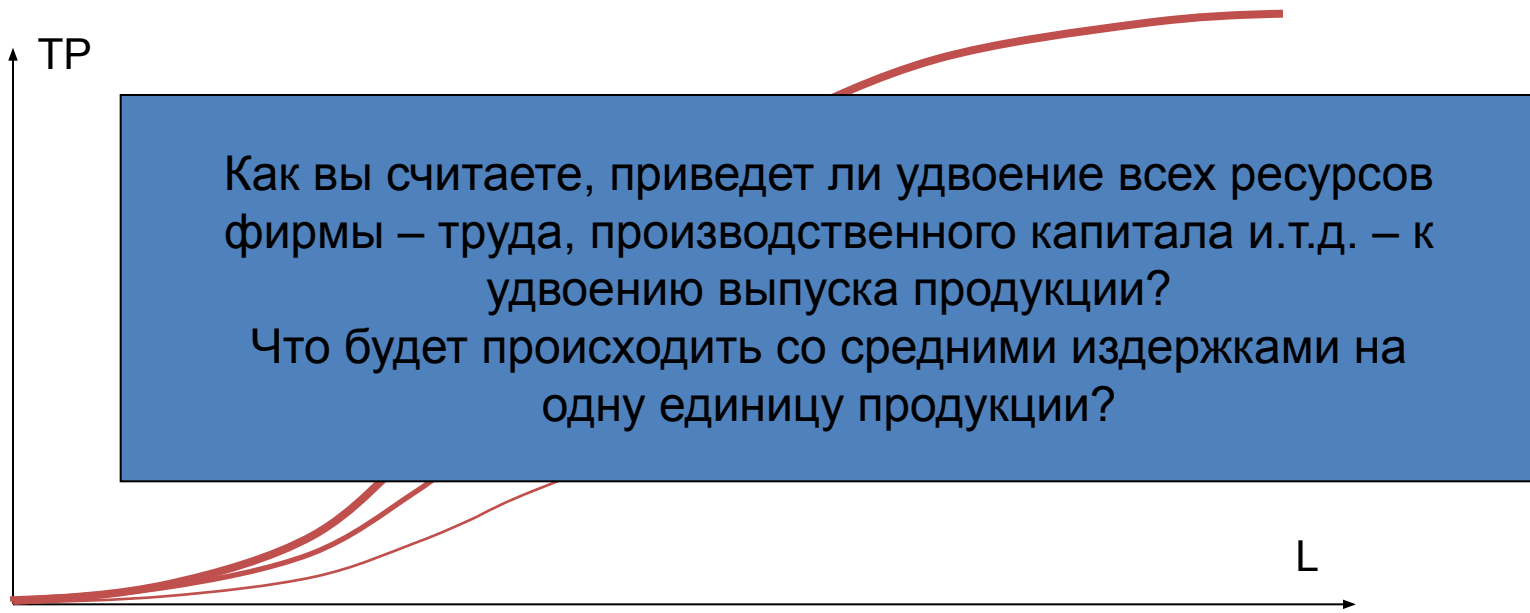 TP
Как вы считаете, приведет ли удвоение всех ресурсов
фирмы – труда, производственного капитала и.т.д. – к
удвоению выпуска продукции?
Что будет происходить со средними издержками на
одну единицу продукции?
L